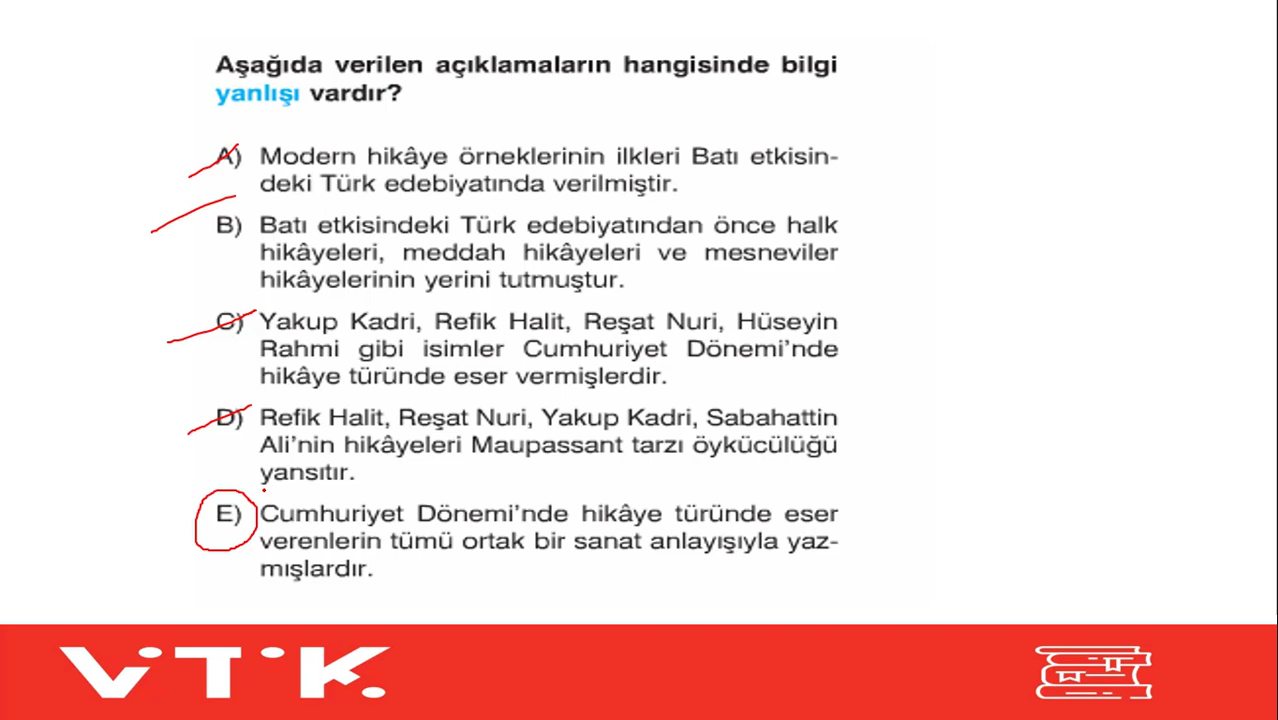 Aşağıda verilen açıklamaların hangisinde bilgi
yanlışı vardır?
A) Modern hikâye örneklerinin ilkleri Batı etkisin-
deki Türk edebiyatında verilmiştir.
B) Batı etkisindeki Türk edebiyatından önce halk
hikâyeleri, meddah hikâyeleri ve mesneviler
hikâyelerinin yerini tutmuştur.
C) Yakup Kadri, Refik Halit, Reşat Nuri, Hüseyin
Rahmi gibi isimler Cumhuriyet Dönemi’nde
hikâye türünde eser vermişlerdir.
D) Refik Halit, Reşat Nuri, Yakup Kadri, Sabahattin
Ali’nin hikâyeleri Maupassant tarzı öykücülüğü
yansıtır.
E) Cumhuriyet Dönemi’nde hikâye türünde eser
verenlerin tümü ortak bir sanat anlayışıyla yaz-
mışlardır.
VİTİK.